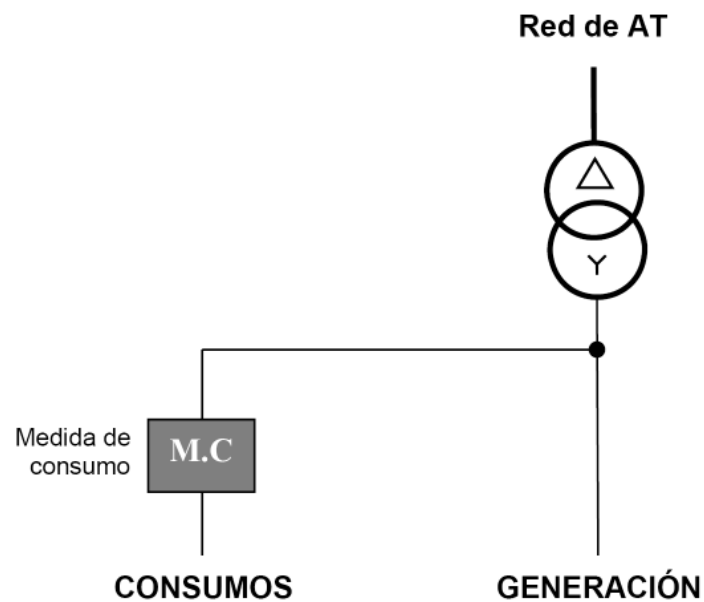 Red de AT
Medida de
consumo
M.C
CONSUMOS
GENERACIÓN